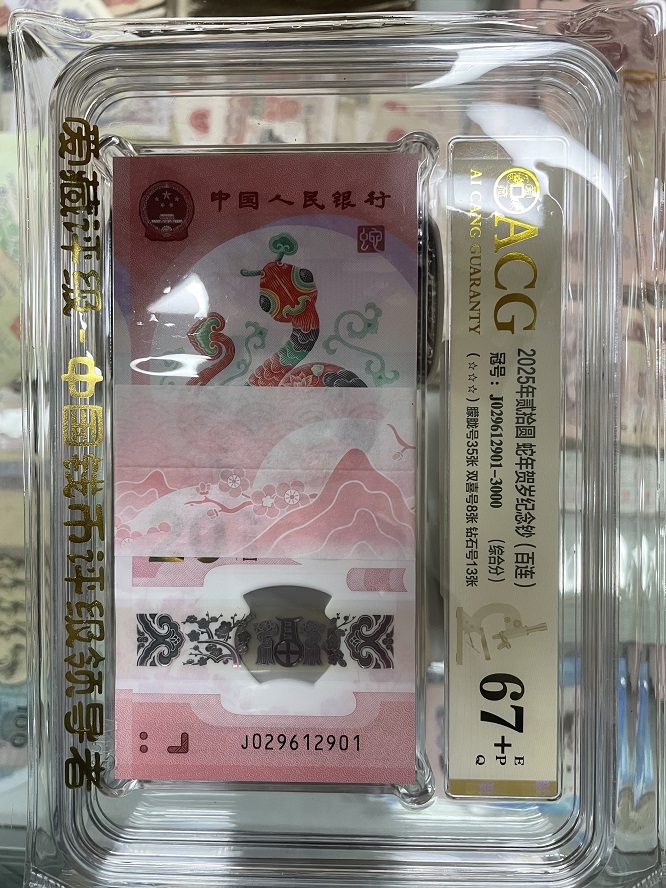 爱藏评级-中国钱币评级领导者
中国人民银行
蛇
J029612901
ACG
AI CANG GUARANTY
2025年贰拾圆 蛇年贺岁纪念钞（百连）
冠号：J029612901-3000 （综合分）
（☆☆☆）朦胧号35张 双喜号8张 钻石号13张
67+
EPQ